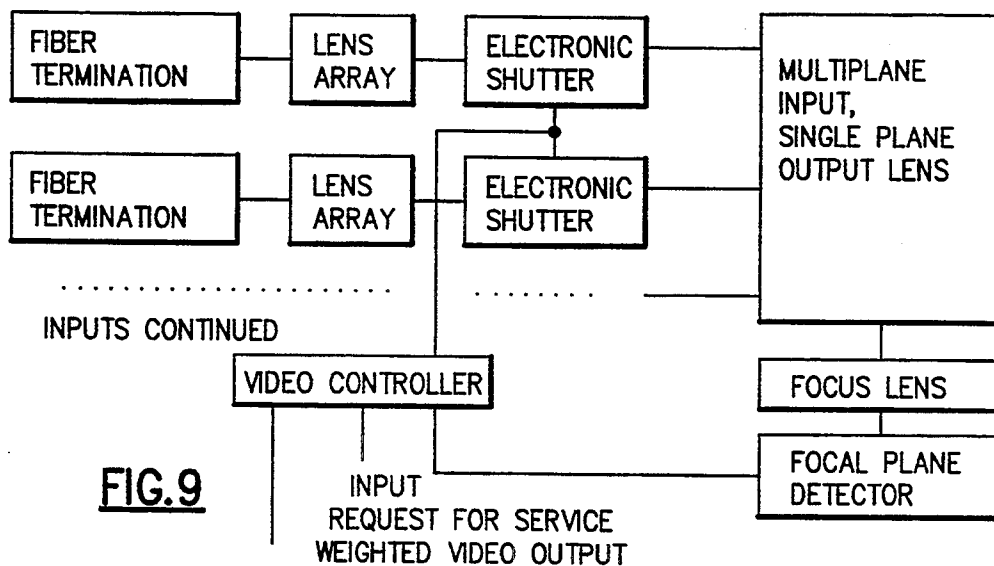 FIBER
TERMINATION
LENS
ARRAY
ELECTRONIC
SHUTTER
MULTIPLANE
INPUT,
SINGLE PLANE
OUTPUT LENS
FIBER
TERMINATION
LENS
ARRAY
ELECTRONIC
SHUTTER
INPUTS CONTINUED
VIDEO CONTROLLER
FOCUS LENS
FOCAL PLANE
DETECTOR
FIG.9
INPUT
REQUEST FOR SERVICE
WEIGHTED VIDEO OUTPUT